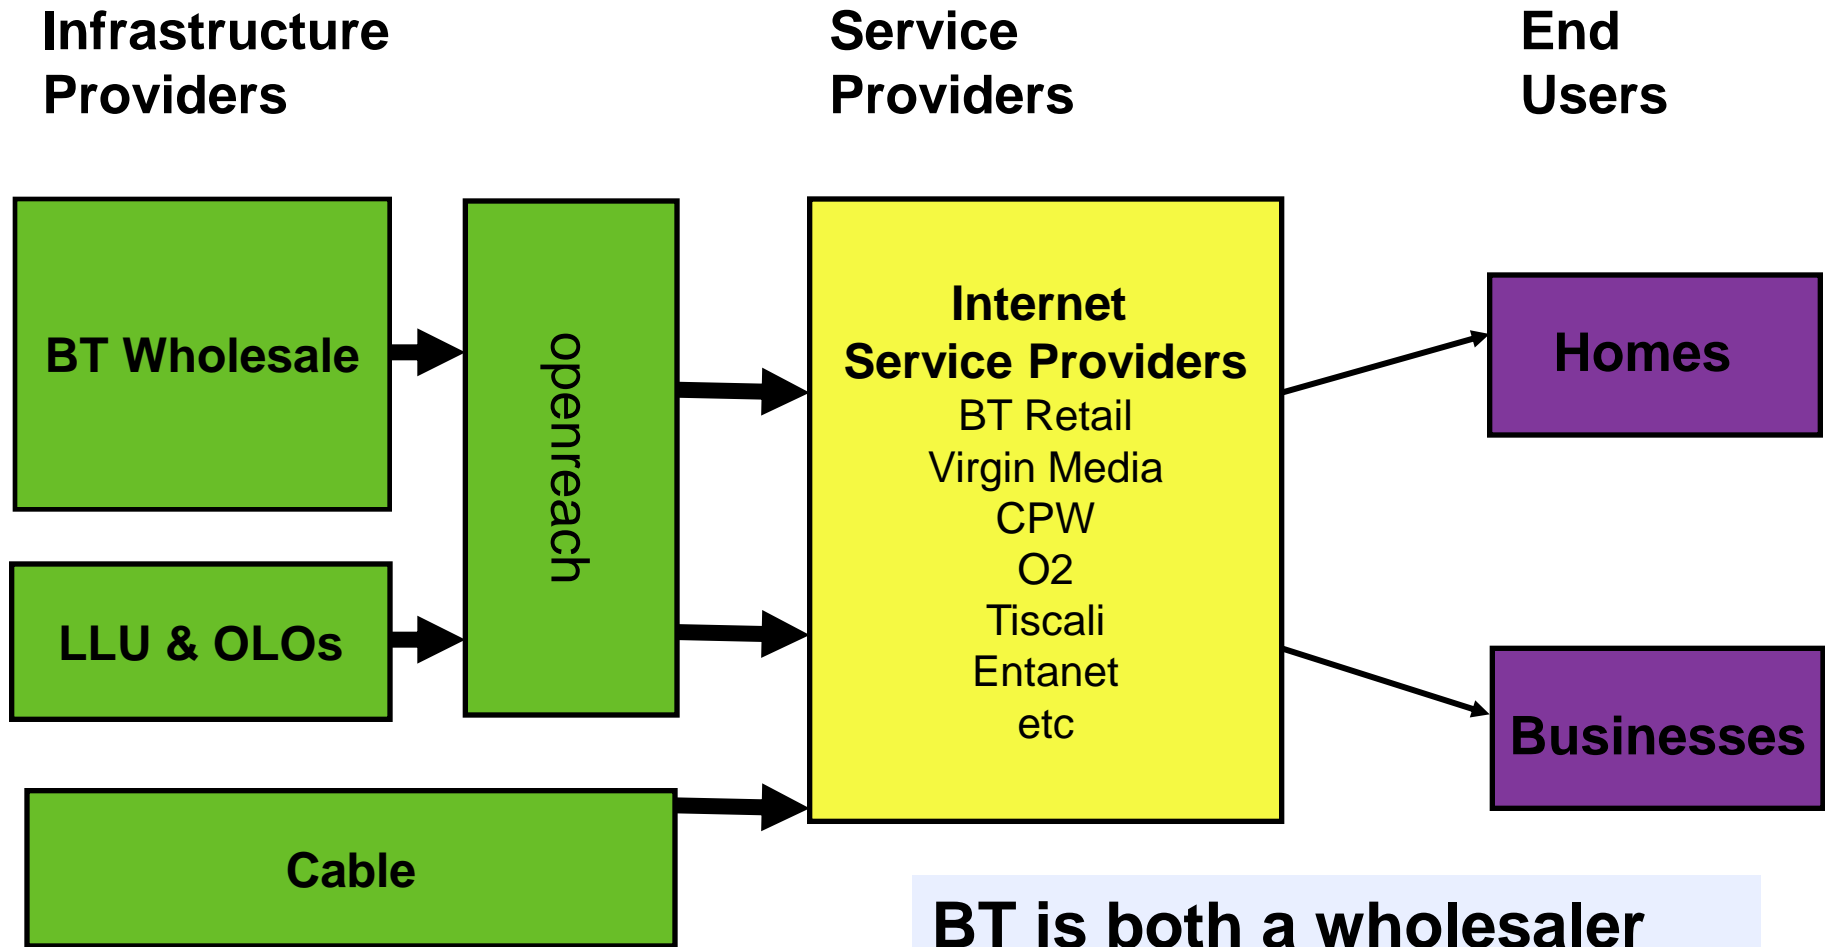 Infrastructure
Providers
Service
Providers
End
Users
BT Wholesale
LLU & OLOs
Cable
openreach
Internet
Service Providers
BT Retail
Virgin Media
CPW
O2
Tiscali
Entanet
etc
Homes
Businesses
BT is both a wholesaler